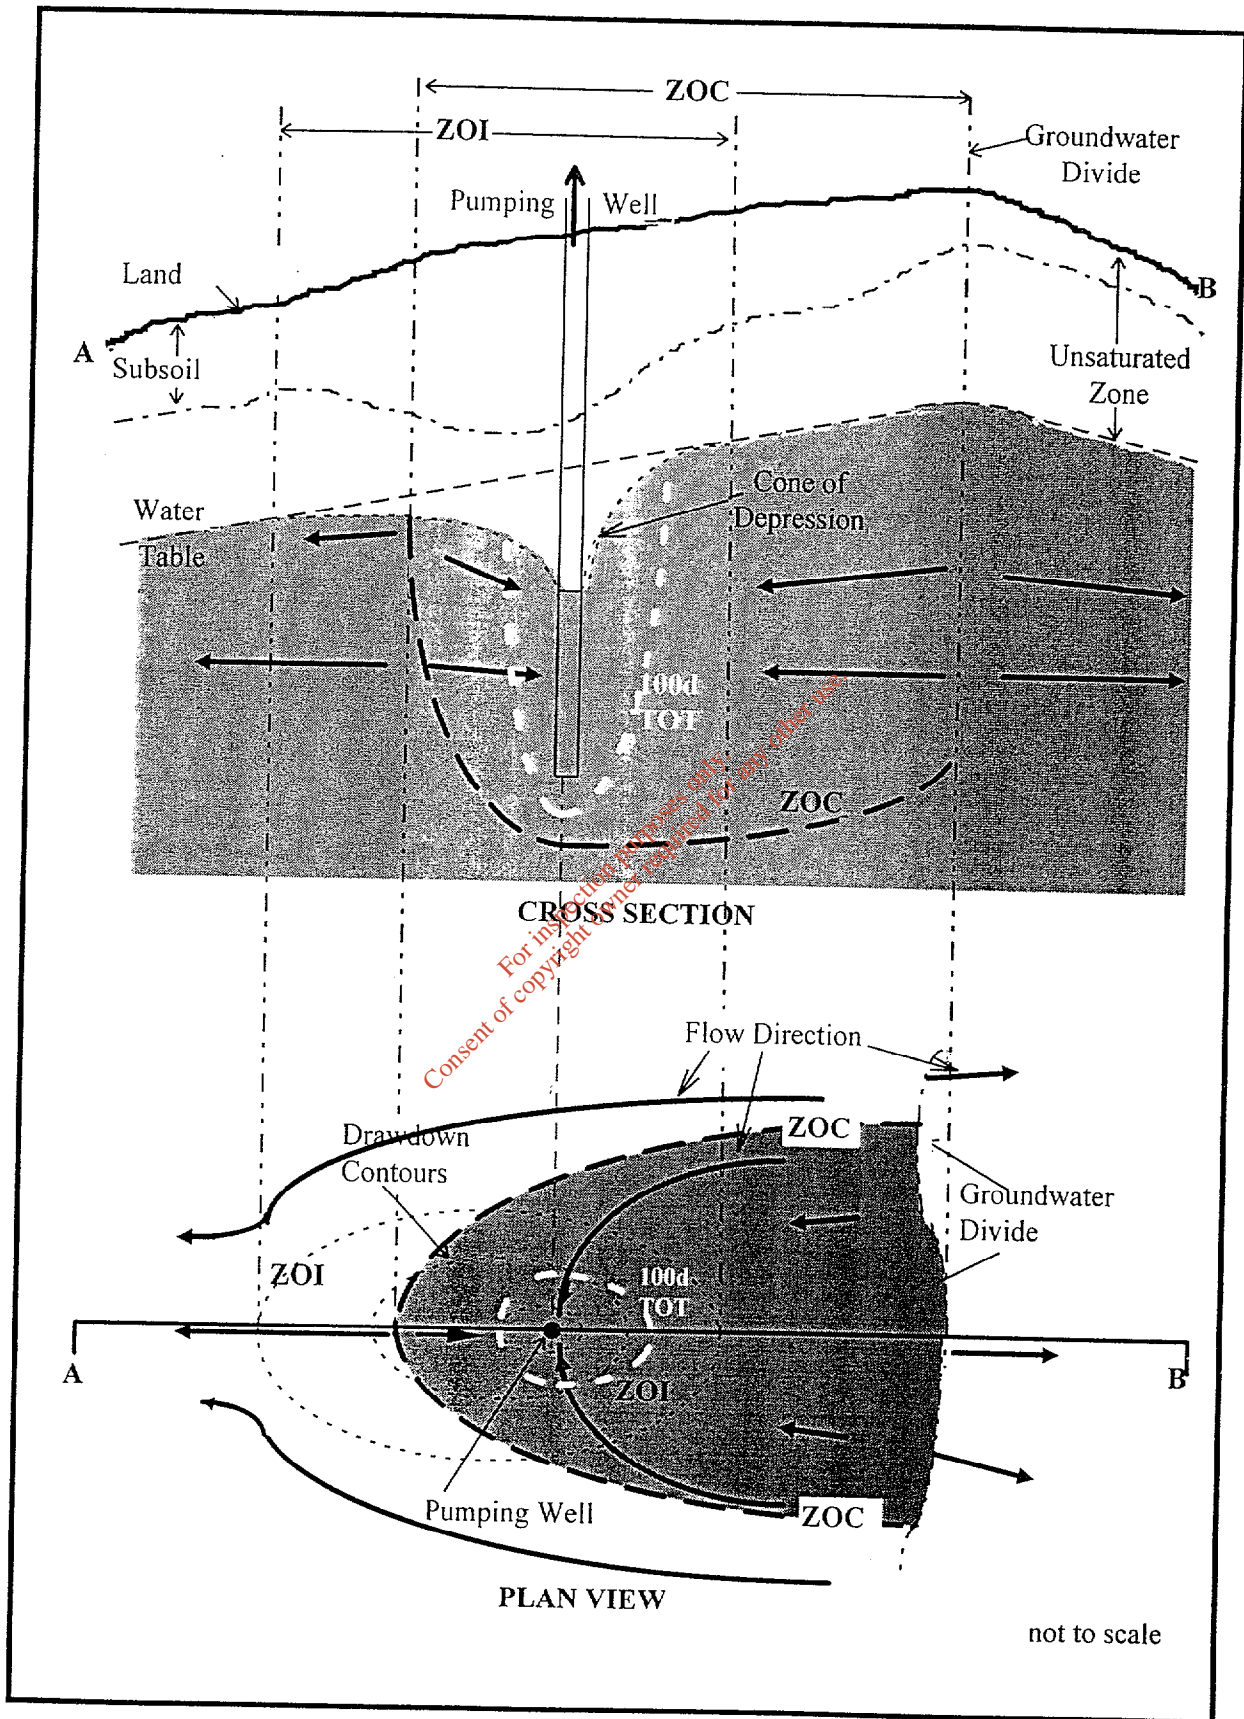 ZOC
ZOI
Groundwater
Divide
Pumping Well
Land
A
B
Subsoil
Unsaturated
Zone
Water
Table
Cone of
Depression
100d
TOT
ZOC
CROSS SECTION
For inspection purposes only.
Consent of copyright owner required for any other use.
Flow Direction
Drawdown
Contours
ZOC
Groundwater
Divide
ZOI
100d
TOT
A
B
ZOI
Pumping Well
ZOC
PLAN VIEW
not to scale